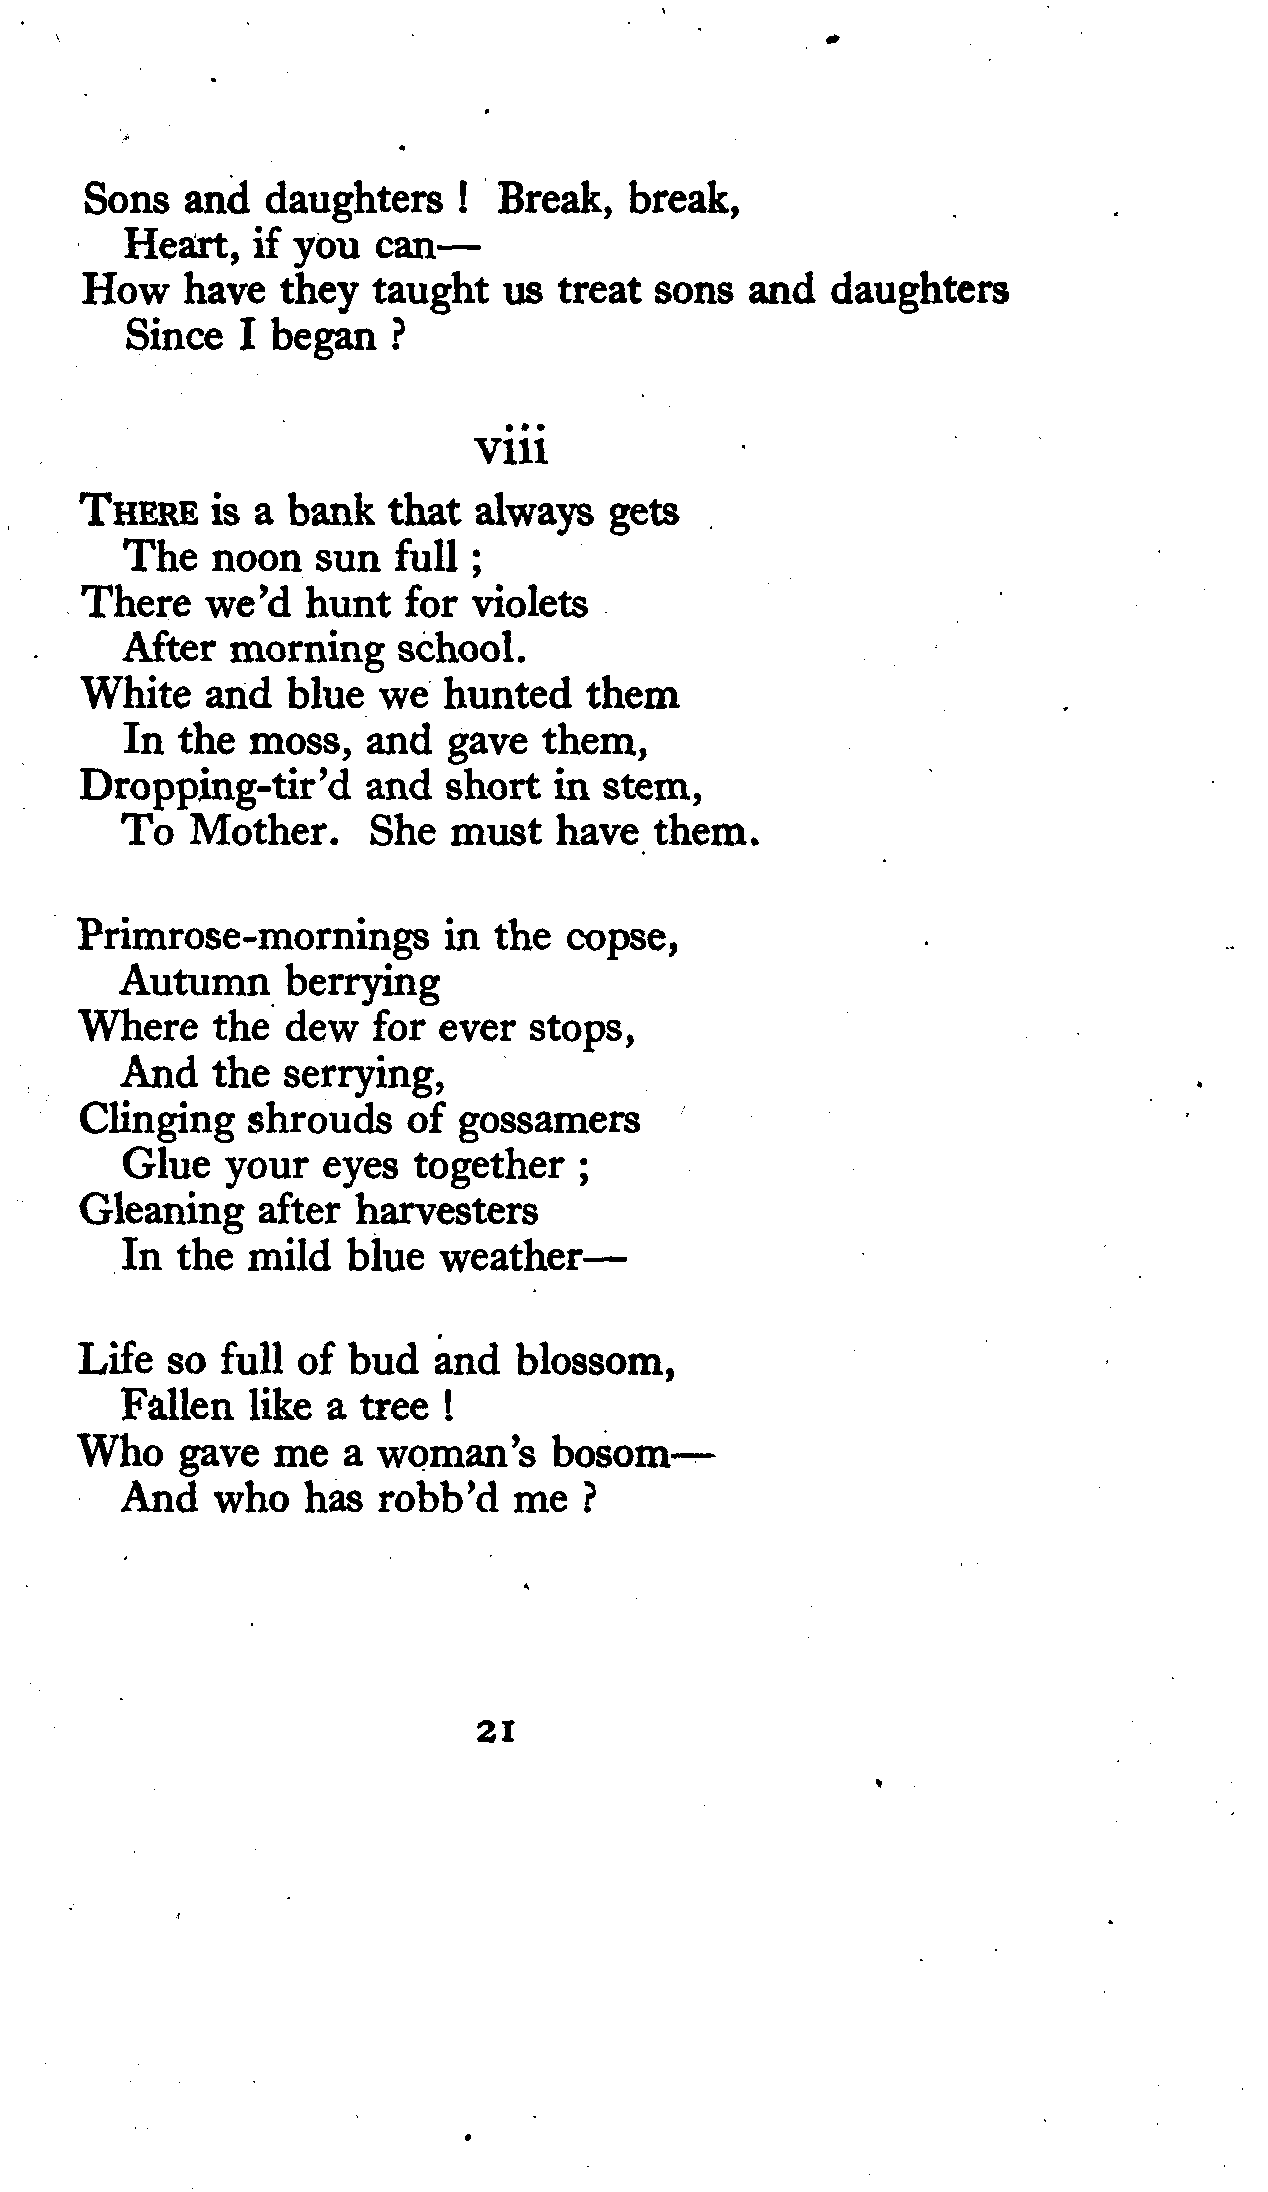 Sons and daughters ! Break, break,
Heart, if you can—
How have they taught us treat sons and daughters
Since I began ?
viii
THERE is a bank that always gets
The noon sun full ;
There we'd hunt for violets
After morning school.
White and blue we hunted them
In the moss, and gave them,
Dropping-tir'd and short in stem,
To Mother. She must have them.
Primrose-mornings in the copse,
Autumn berrying
Where the dew for ever stops,
And the serrying,
Clinging shrouds of gossamers
Glue your eyes together ;
Gleaning after harvesters
In the mild blue weather—
Life so full of bud and blossom,
Fallen like a tree !
Who gave me a woman's bosom—
And who has robb'd me ?
21